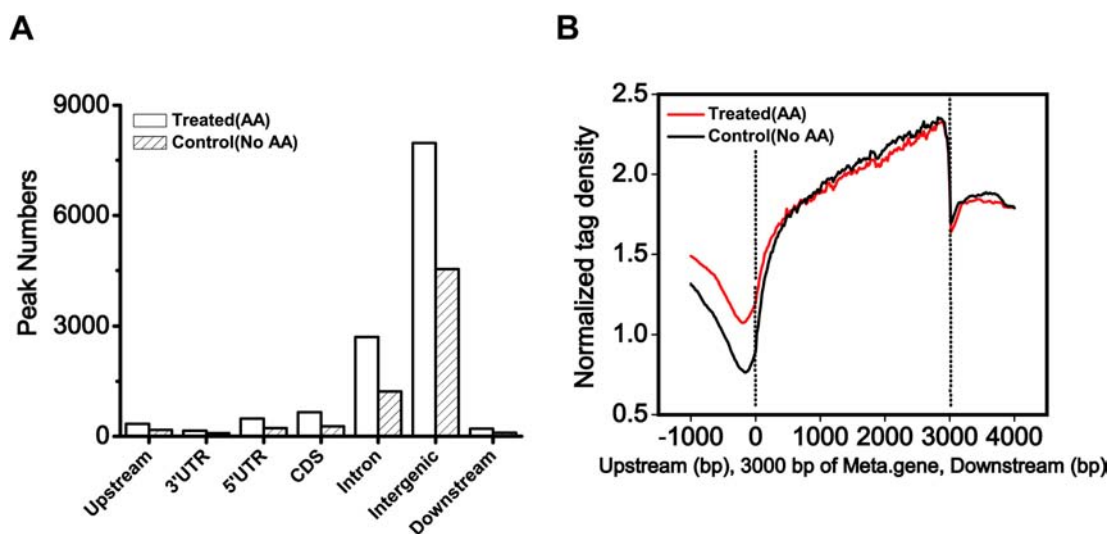 A
9000
6000
3000
0
Peak Numbers
Treated(AA)
Control(No AA)
Upstream
3'UTR
5'UTR
CDS
Intron
Intergenic
Downstream
B
2.5
2.0
1.5
1.0
0.5
Normalized tag density
Treated(AA)
Control(No AA)
-1000 0 1000 2000 3000 4000
Upstream (bp), 3000 bp of Meta.gene, Downstream (bp)